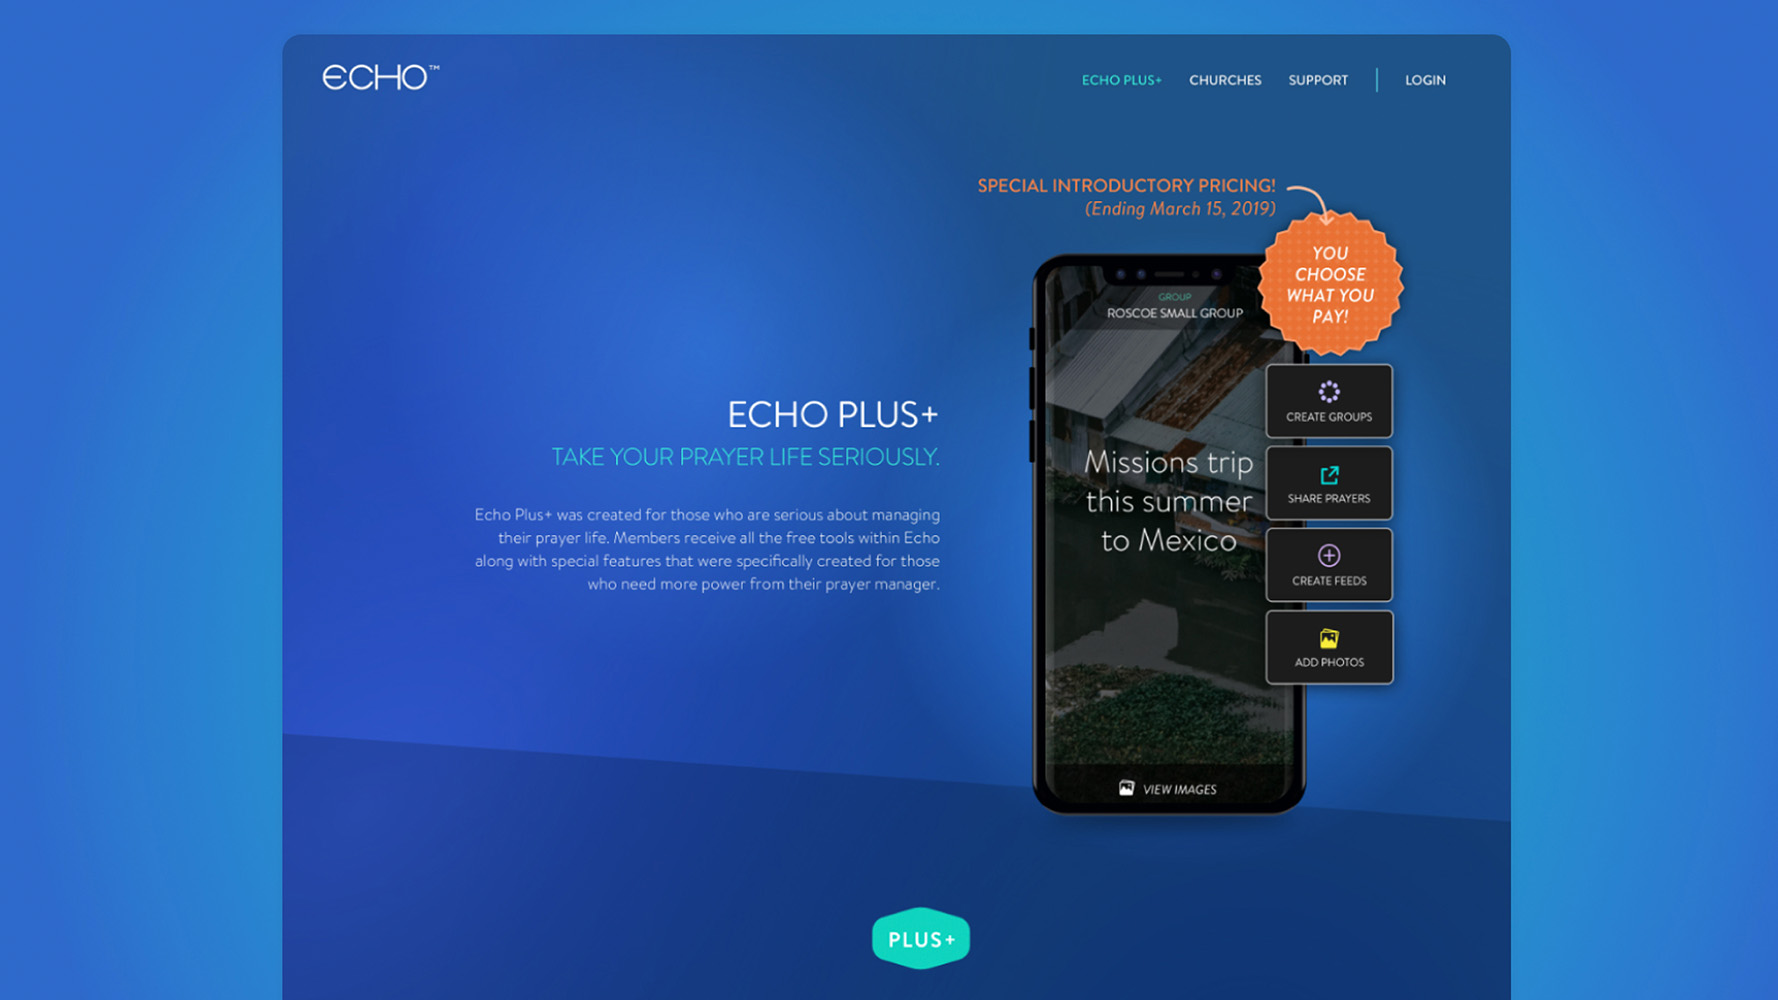 ECHO™
ECHO PLUS+ CHURCHES SUPPORT LOGIN
SPECIAL INTRODUCTORY PRICING!
(Ending March 15, 2019)
YOU
CHOOSE
WHAT YOU
PAY!
ECHO PLUS+
TAKE YOUR PRAYER LIFE SERIOUSLY.
Echo Plus+ was created for those who are serious about managing
their prayer life. Members receive all the free tools within Echo
along with special features that were specifically created for those
who need more power from their prayer manager.
GROUP
ROSCOE SMALL GROUP
Missions trip
this summer
to Mexico
VIEW IMAGES
CREATE GROUPS
SHARE PRAYERS
CREATE FEEDS
ADD PHOTOS
PLUS+